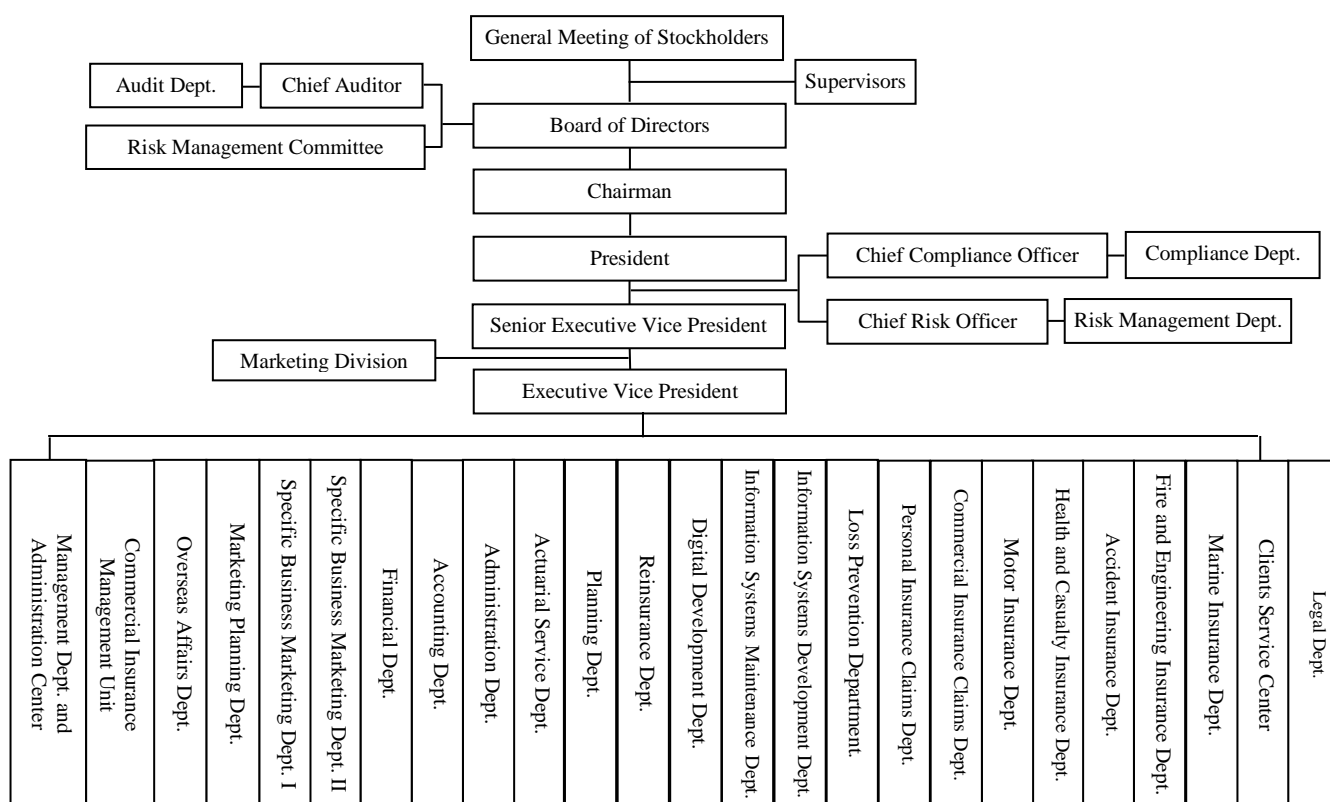 General Meeting of Stockholders
Supervisors
Audit Dept.
Chief Auditor
Board of Directors
Risk Management Committee
Chairman
President
Chief Compliance Officer
Compliance Dept.
Senior Executive Vice President
Chief Risk Officer
Risk Management Dept.
Marketing Division
Executive Vice President
Management Dept. and
Administration Center
Commercial Insurance
Management Unit
Overseas Affairs Dept.
Marketing Planning Dept.
Specific Business Marketing Dept. I
Specific Business Marketing Dept. II
Financial Dept.
Accounting Dept.
Administration Dept.
Actuarial Service Dept.
Planning Dept.
Reinsurance Dept.
Digital Development Dept.
Information Systems Maintenance Dept.
Information Systems Development Dept.
Loss Prevention Department.
Personal Insurance Claims Dept.
Commercial Insurance Claims Dept.
Motor Insurance Dept.
Health and Casualty Insurance Dept.
Accident Insurance Dept.
Fire and Engineering Insurance Dept.
Marine Insurance Dept.
Clients Service Center
Legal Dept.